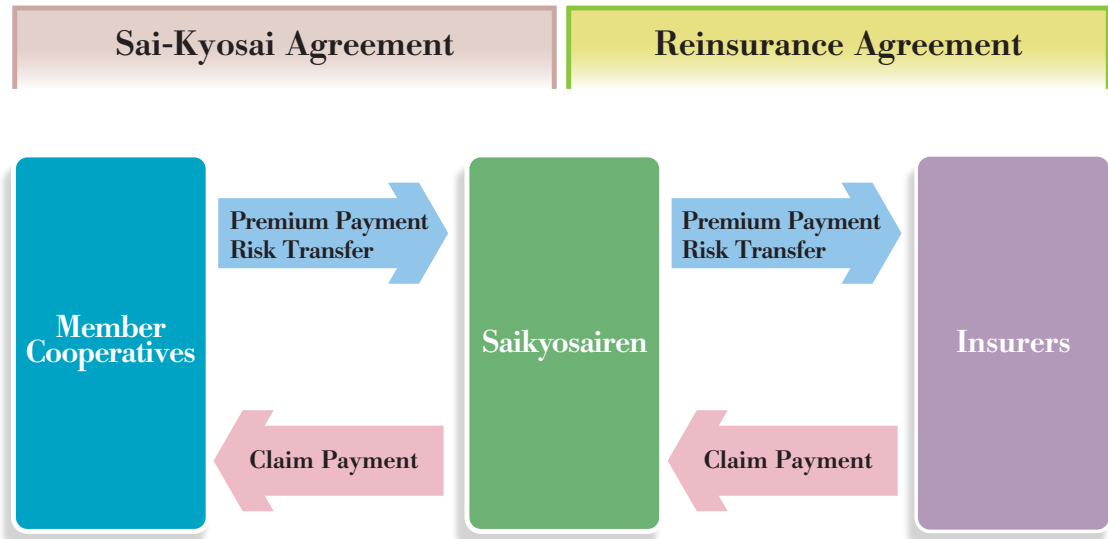 Sai-Kyosai Agreement
Reinsurance Agreement
Member
Cooperatives
Premium Payment
Risk Transfer
Claim Payment
Saikyosairen
Premium Payment
Risk Transfer
Claim Payment
Insurers